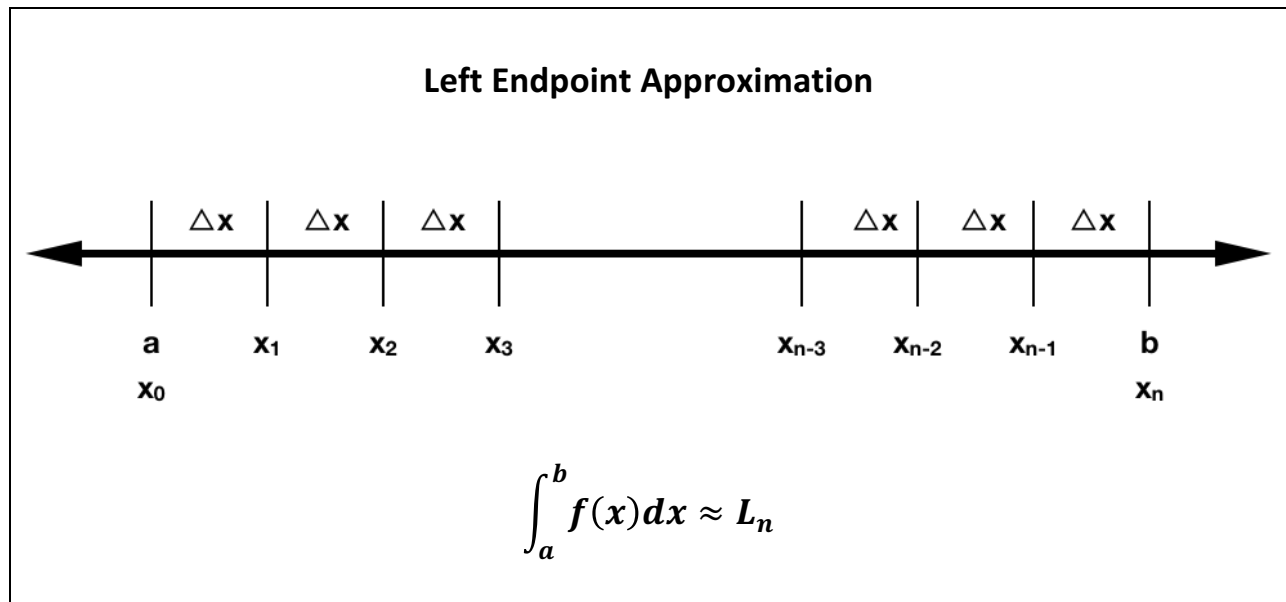 Left Endpoint Approximation
△x △x △x △x △x △x
a x₁ x₂ x₃ xₙ₋₃ xₙ₋₂ xₙ₋₁ b
x₀ xₙ
∫ₐᵇ f(x)dx ≈ Lₙ